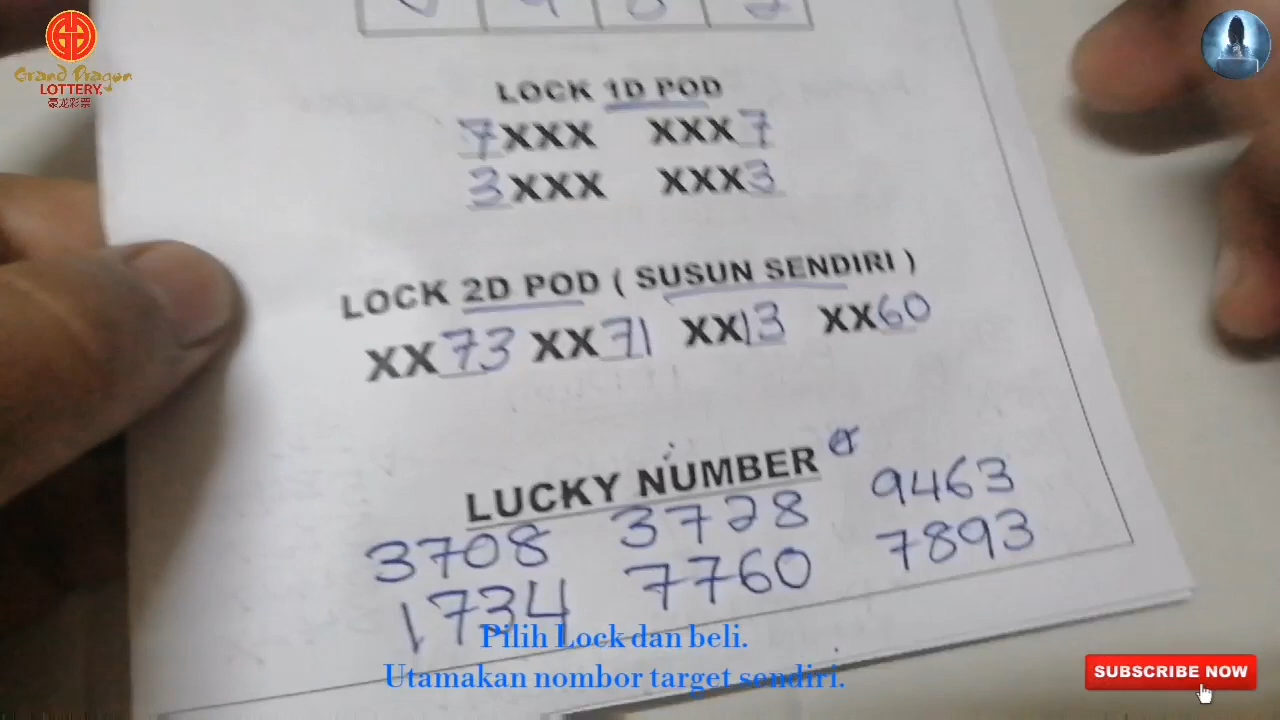 Grand Dragon
LOTTERY
豪龙彩票
LOCK 1D POD
7XXX XXX7
3XXX XXX3
LOCK 2D POD ( SUSUN SENDIRI )
XX73 XX71 XX13 XX60
LUCKY NUMBER
3708 3728 9463
1734 7760 7893
Pilih Lock dan beli.
Utamakan nombor target sendiri.
SUBSCRIBE NOW